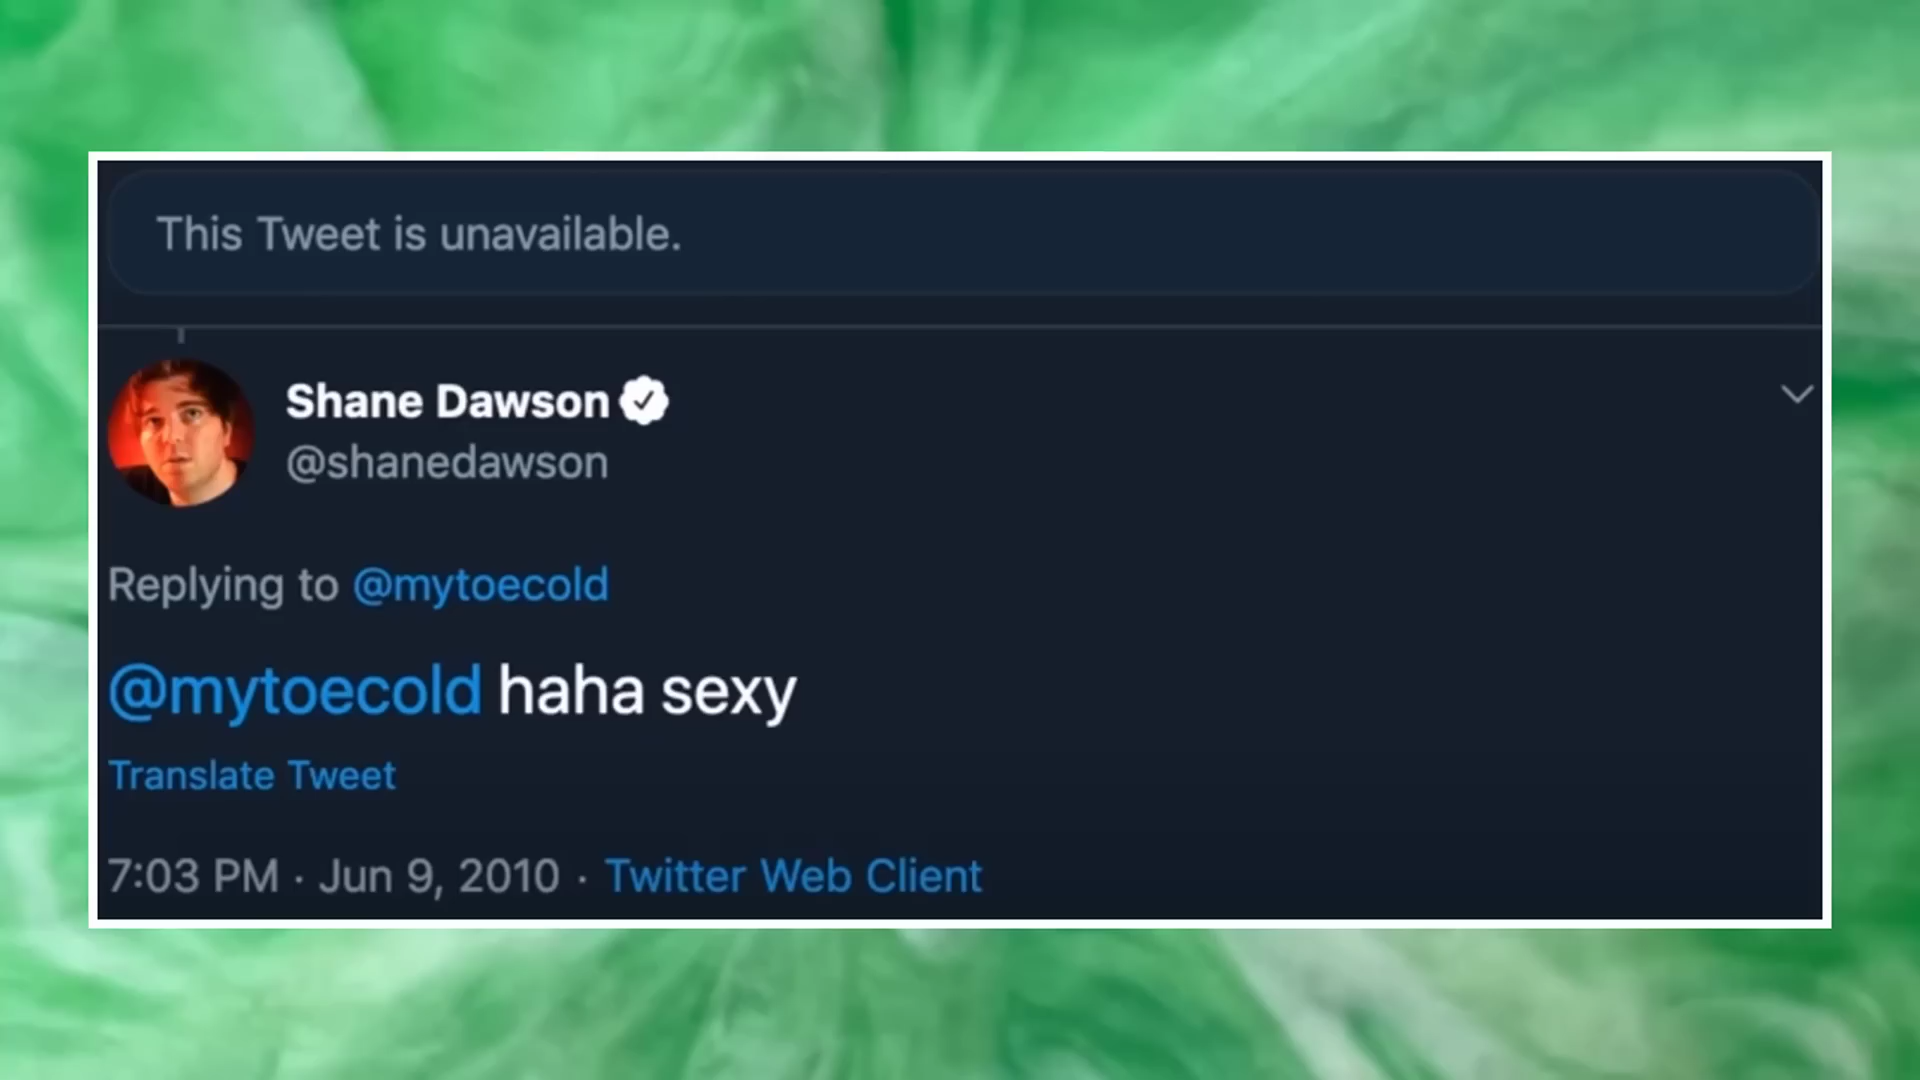 This Tweet is unavailable.
Shane Dawson
@shanedawson
Replying to @mytoecold
@mytoecold haha sexy
Translate Tweet
7:03 PM · Jun 9, 2010 · Twitter Web Client